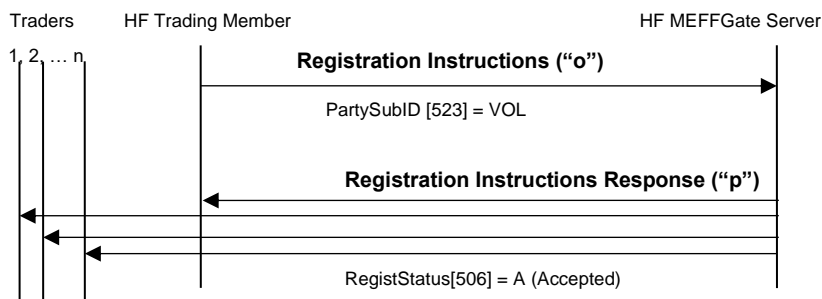 Traders HF Trading Member HF MEFFGate Server
1, 2, … n
Registration Instructions (“o”)
PartySubID [523] = VOL
Registration Instructions Response (“p”)
RegistStatus[506] = A (Accepted)